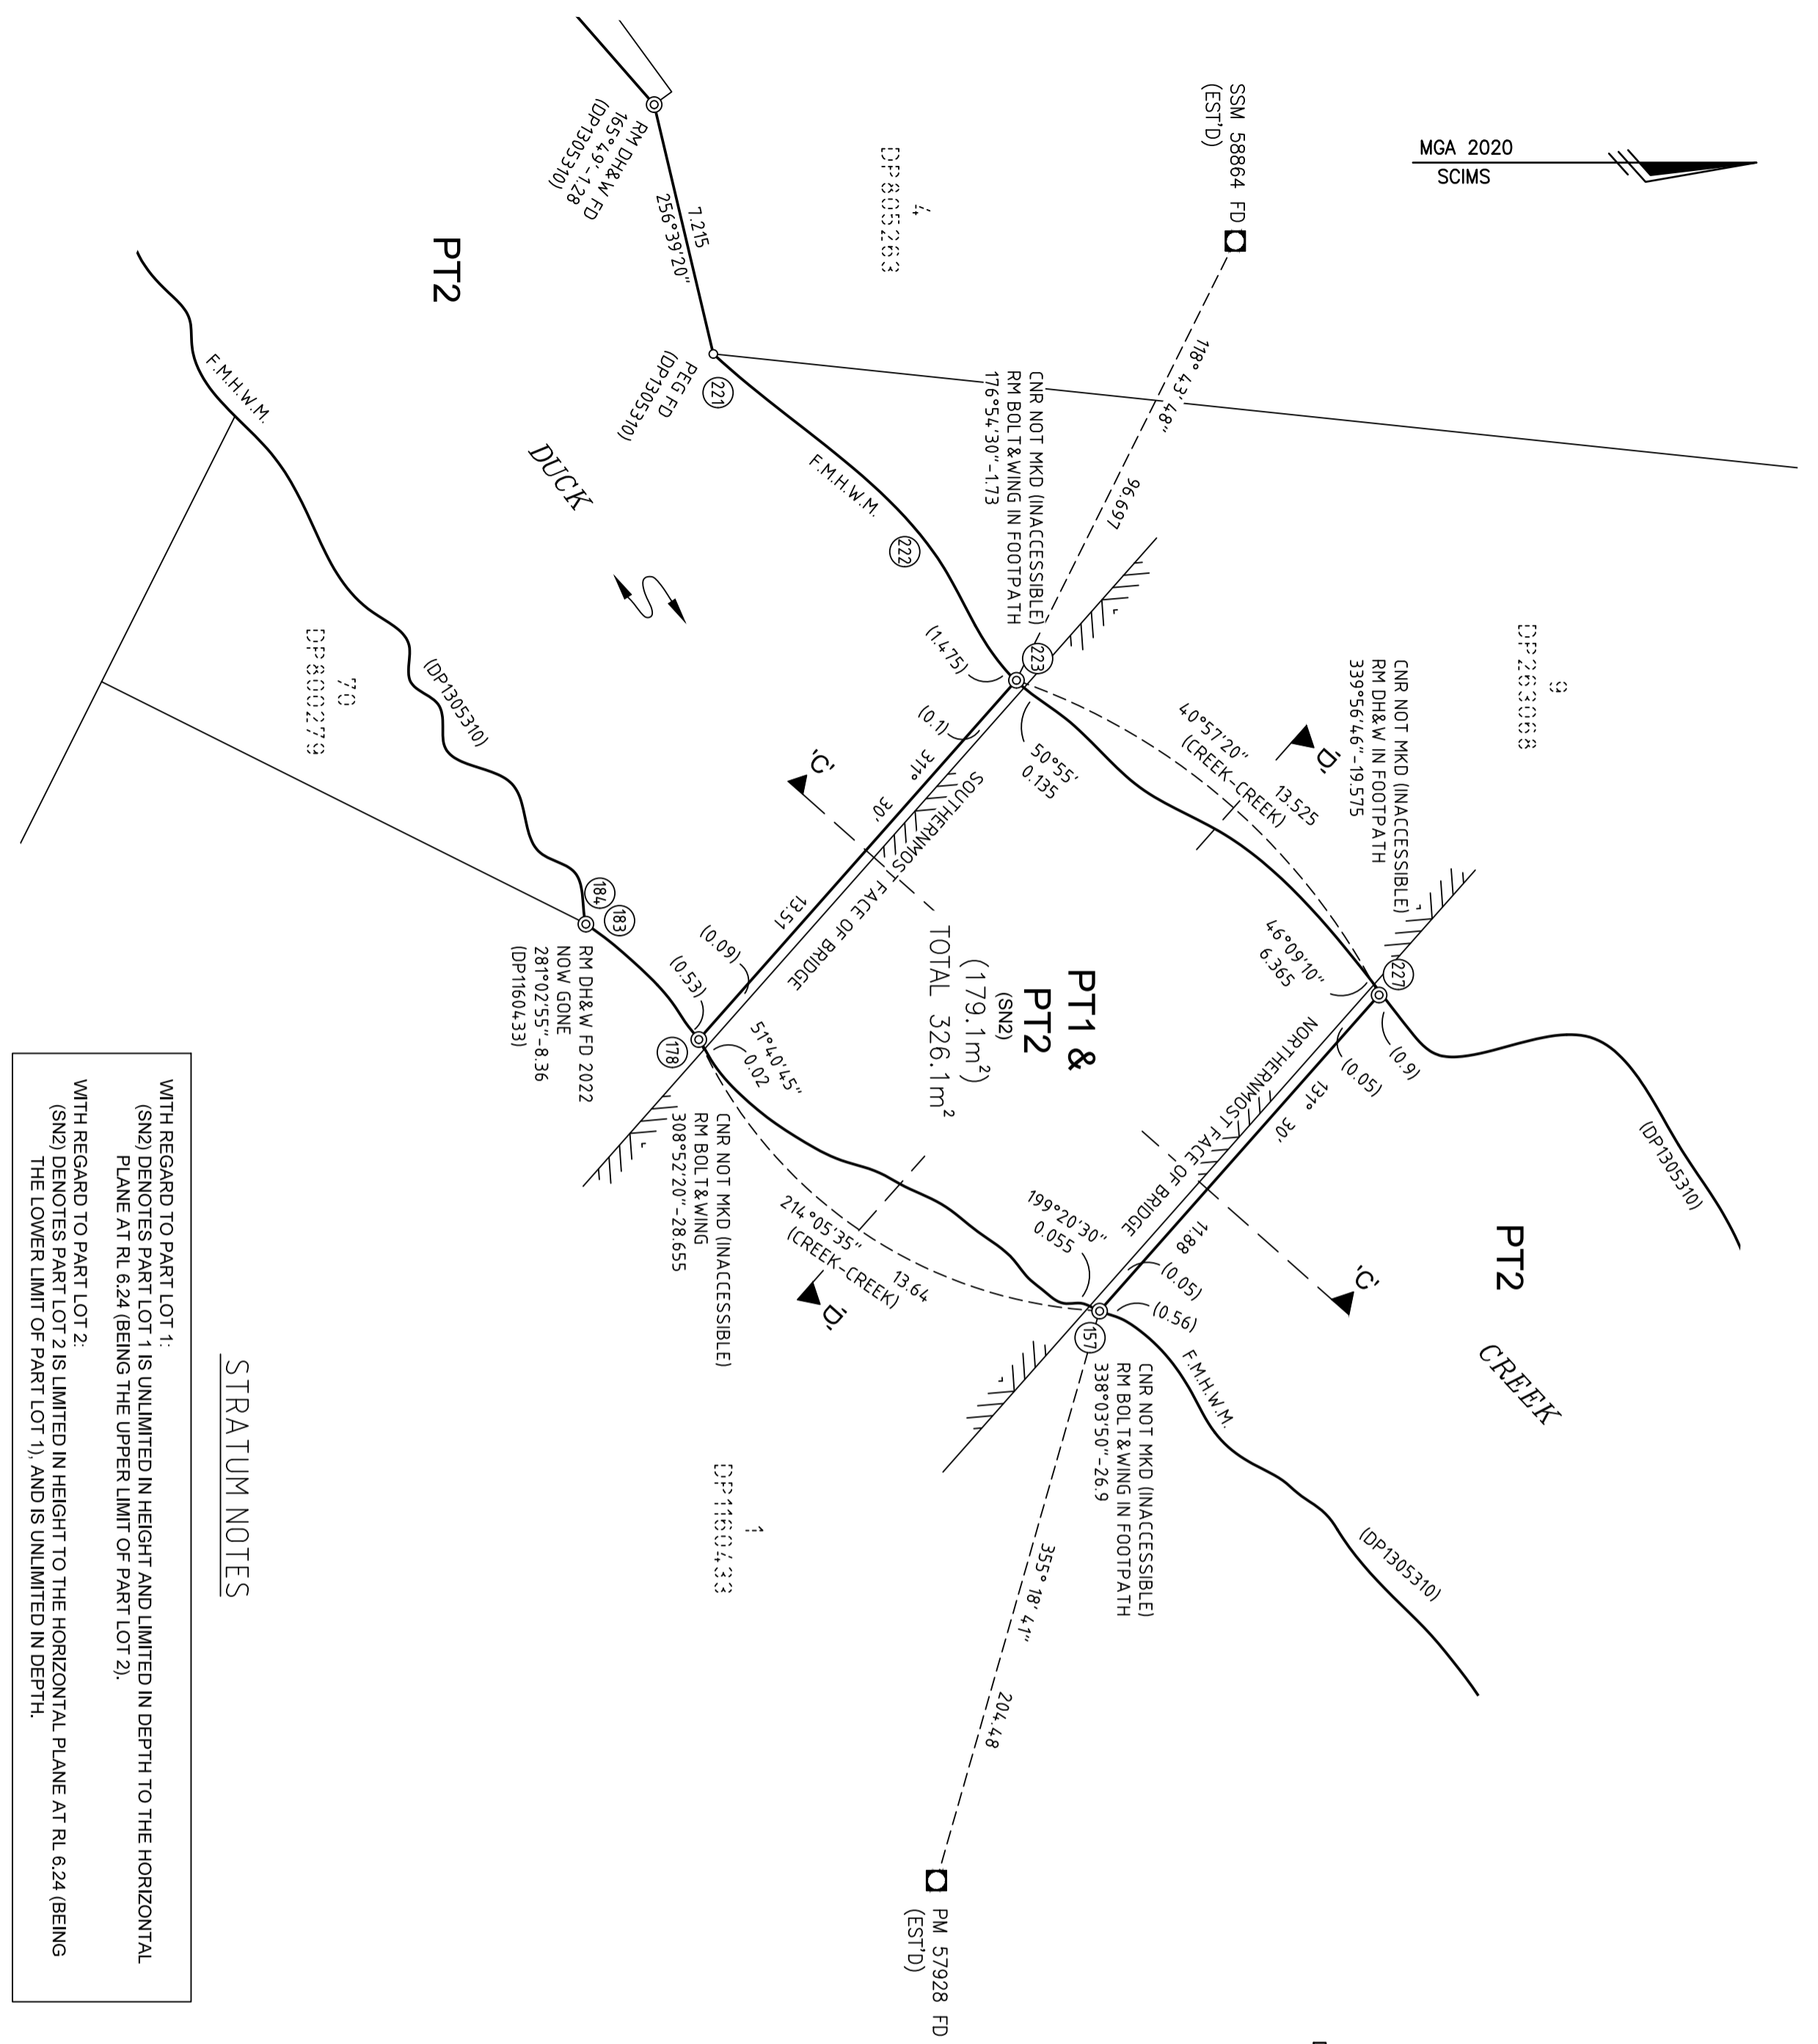 MGA 2020
SCIMS
SSM 58864 FD
(EST'D)
118° 43' 48"
96.697
4
DP805263
9
DP263068
RM DH&W FD
165°49'-1.28
(DP1305310)
7.215
256°39'20"
PEG FD
(DP1305310)
221
PT2
F.M.H.W.M.
222
DUCK
F.M.H.W.M.
(DP1305310)
70
DP800279
CNR NOT MKD (INACCESSIBLE)
RM BOLT&WING IN FOOTPATH
176°54'30"-1.73
223
(1.475)
(0.1)
50°55'
0.135
40°57'20"
(CREEK-CREEK)
13.525
'D'
CNR NOT MKD (INACCESSIBLE)
RM DH&W IN FOOTPATH
339°56'46"-19.575
227
46°09'10"
6.365
(0.9)
(0.05)
(DP1305310)
'C'
311°
30'
13.51
SOUTHERNMOST FACE OF BRIDGE
(0.09)
(0.53)
184
183
RM DH&W FD 2022
NOW GONE
281°02'55"-8.36
(DP1160433)
178
51°40'45"
0.02
CNR NOT MKD (INACCESSIBLE)
RM BOLT&WING
308°52'20"-28.655
PT1 &
PT2
(SN2)
(179.1m²)
TOTAL 326.1m²
NORTHERNMOST FACE OF BRIDGE
131°
30'
11.88
(0.05)
(0.56)
199°20'30"
0.055
214°05'35"
(CREEK-CREEK)
13.64
'D'
'C'
PT2
CREEK
157
CNR NOT MKD (INACCESSIBLE)
RM BOLT&WING IN FOOTPATH
338°03'50"-26.9
F.M.H.W.M.
(DP1305310)
1
DP1160433
355° 18' 41"
204.48
PM 57928 FD
(EST'D)
STRATUM NOTES
WITH REGARD TO PART LOT 1:
(SN2) DENOTES PART LOT 1 IS UNLIMITED IN HEIGHT AND LIMITED IN DEPTH TO THE HORIZONTAL
PLANE AT RL 6.24 (BEING THE UPPER LIMIT OF PART LOT 2).
WITH REGARD TO PART LOT 2:
(SN2) DENOTES PART LOT 2 IS LIMITED IN HEIGHT TO THE HORIZONTAL PLANE AT RL 6.24 (BEING
THE LOWER LIMIT OF PART LOT 1), AND IS UNLIMITED IN DEPTH.